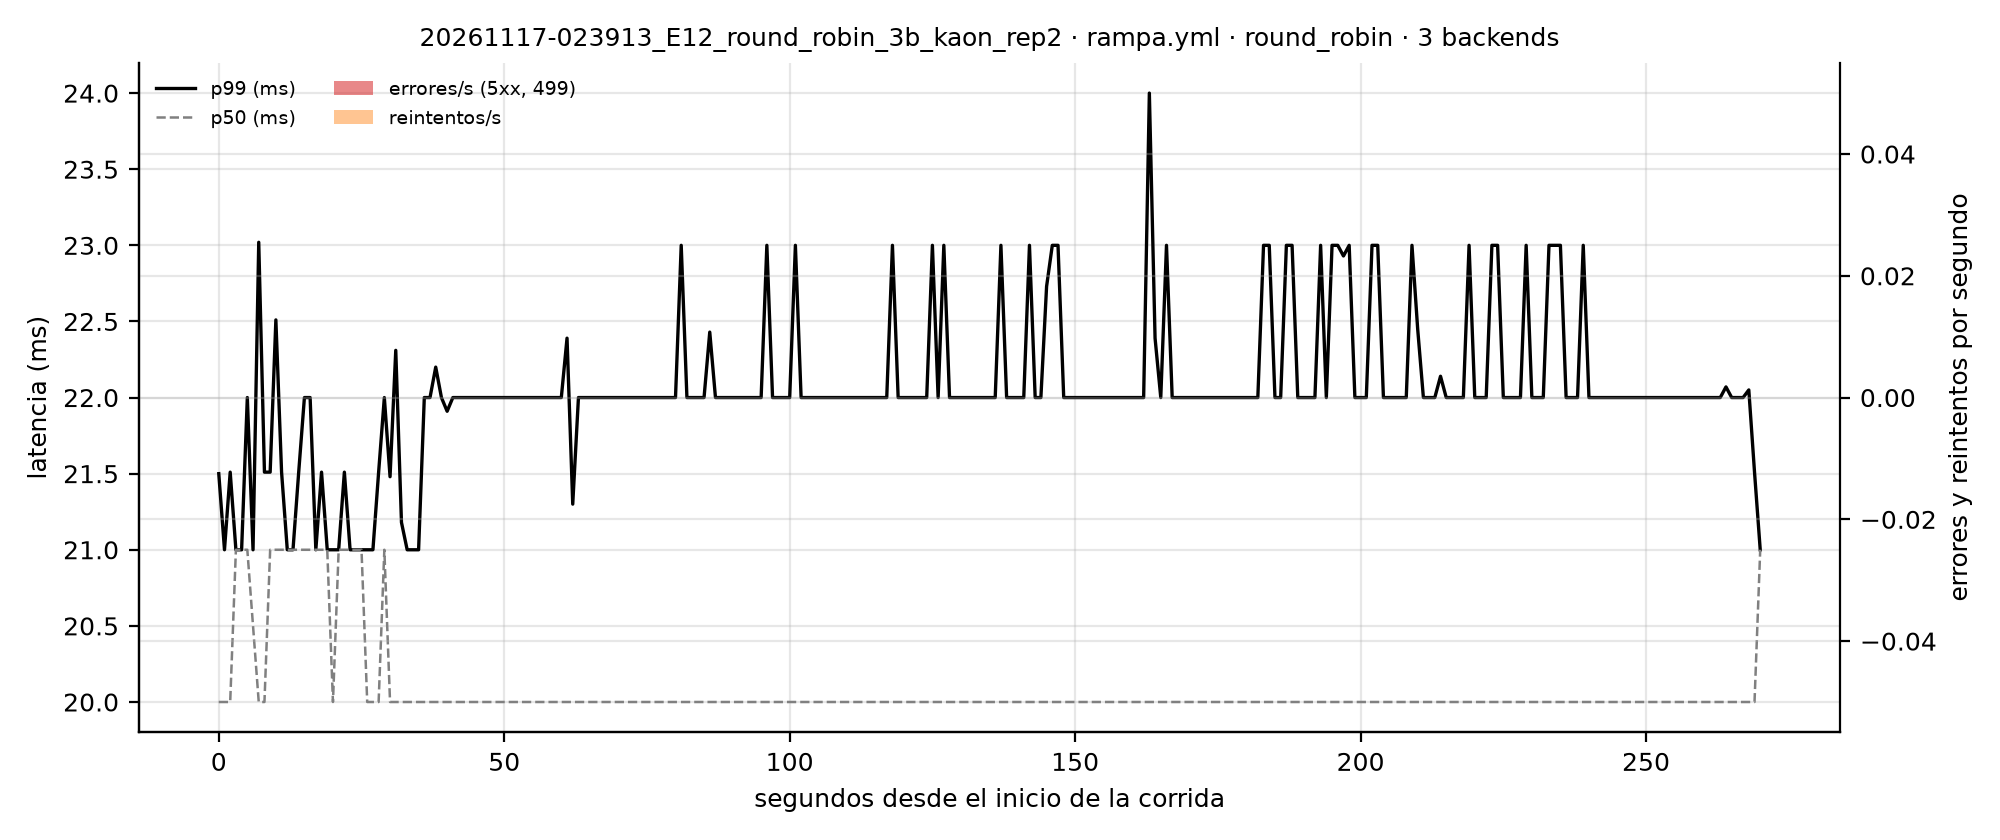 20261117-023913_E12_round_robin_3b_kaon_rep2 · rampa.yml · round_robin · 3 backends
p99 (ms)
p50 (ms)
errores/s (5xx, 499)
reintentos/s
latencia (ms)
24.0
23.5
23.0
22.5
22.0
21.5
21.0
20.5
20.0
0.04
0.02
0.00
−0.02
−0.04
errores y reintentos por segundo
0 50 100 150 200 250
segundos desde el inicio de la corrida